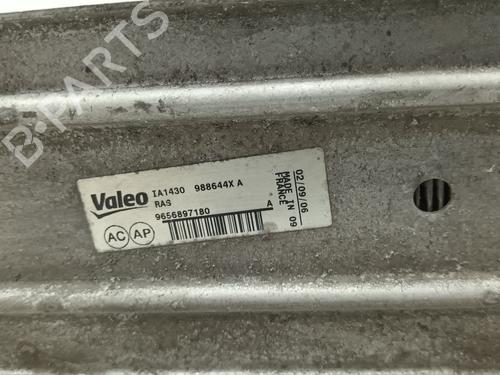 B-PARTS
Valeo
IA1430 988644X A
RAS
9656897180 A
AC AP
02/09/06
MADE IN 09
FRANCE